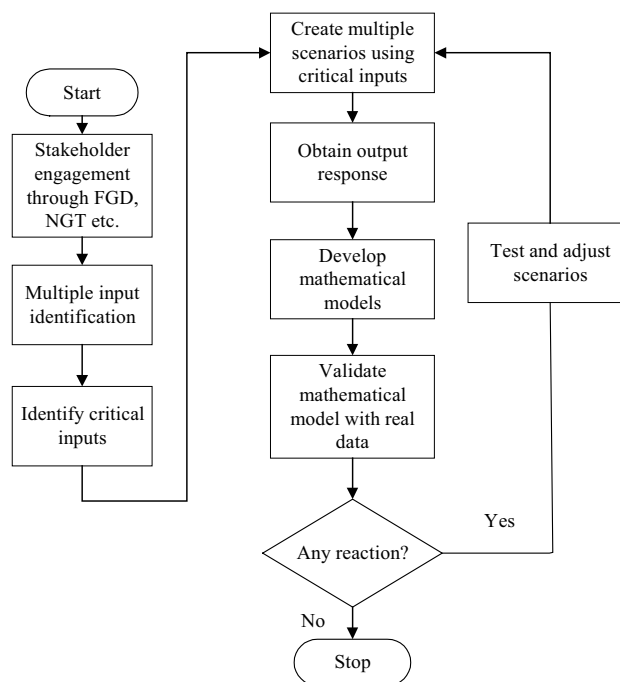 Start
Stakeholder
engagement
through FGD,
NGT etc.
Multiple input
identification
Identify critical
inputs
Create multiple
scenarios using
critical inputs
Obtain output
response
Develop
mathematical
models
Validate
mathematical
model with real
data
Any reaction?
Yes
Test and adjust
scenarios
No
Stop